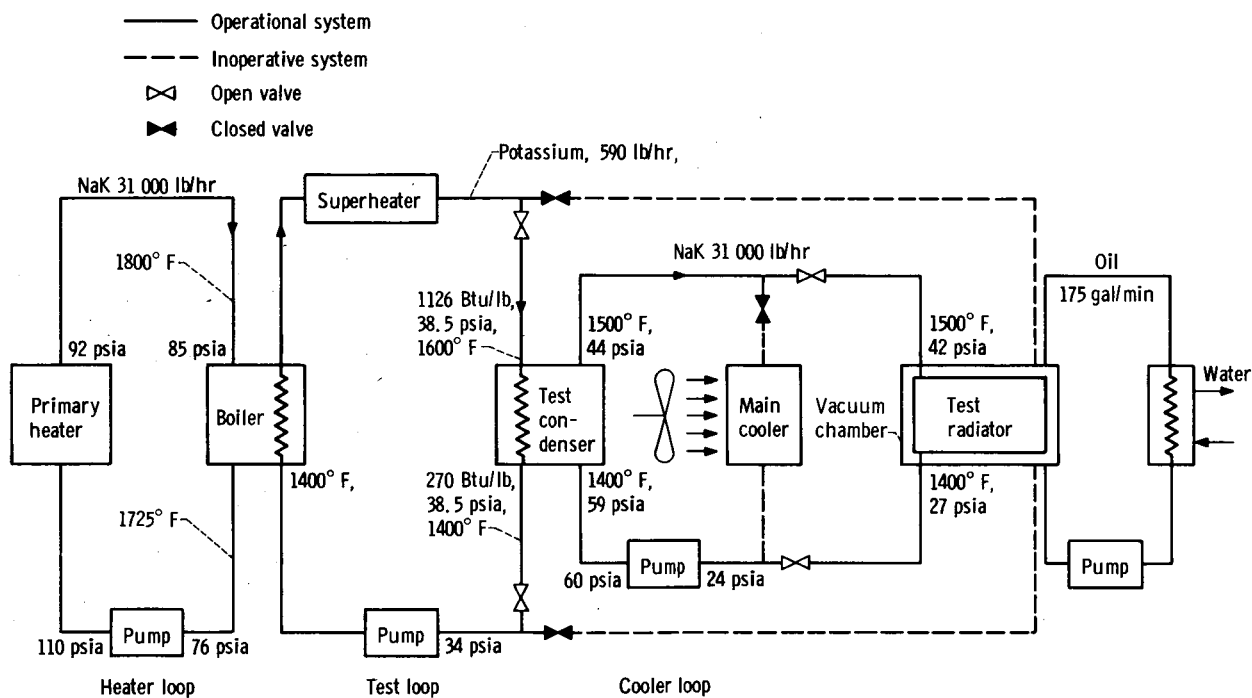 Operational system
Inoperative system
Open valve
Closed valve
Potassium, 590 lb/hr,
NaK 31 000 lb/hr
Superheater
NaK 31 000 lb/hr
Oil
175 gal/min
1800° F
1126 Btu/lb,
38.5 psia,
1600° F
1500° F,
44 psia
1500° F,
42 psia
92 psia
85 psia
Water
Primary
heater
Boiler
Test
con-
denser
Main
cooler
Vacuum
chamber
Test
radiator
1400° F,
270 Btu/lb,
38.5 psia,
1400° F
1400° F,
59 psia
1400° F,
27 psia
1725° F
60 psia
Pump
24 psia
Pump
110 psia
Pump
76 psia
Pump
34 psia
Heater loop
Test loop
Cooler loop